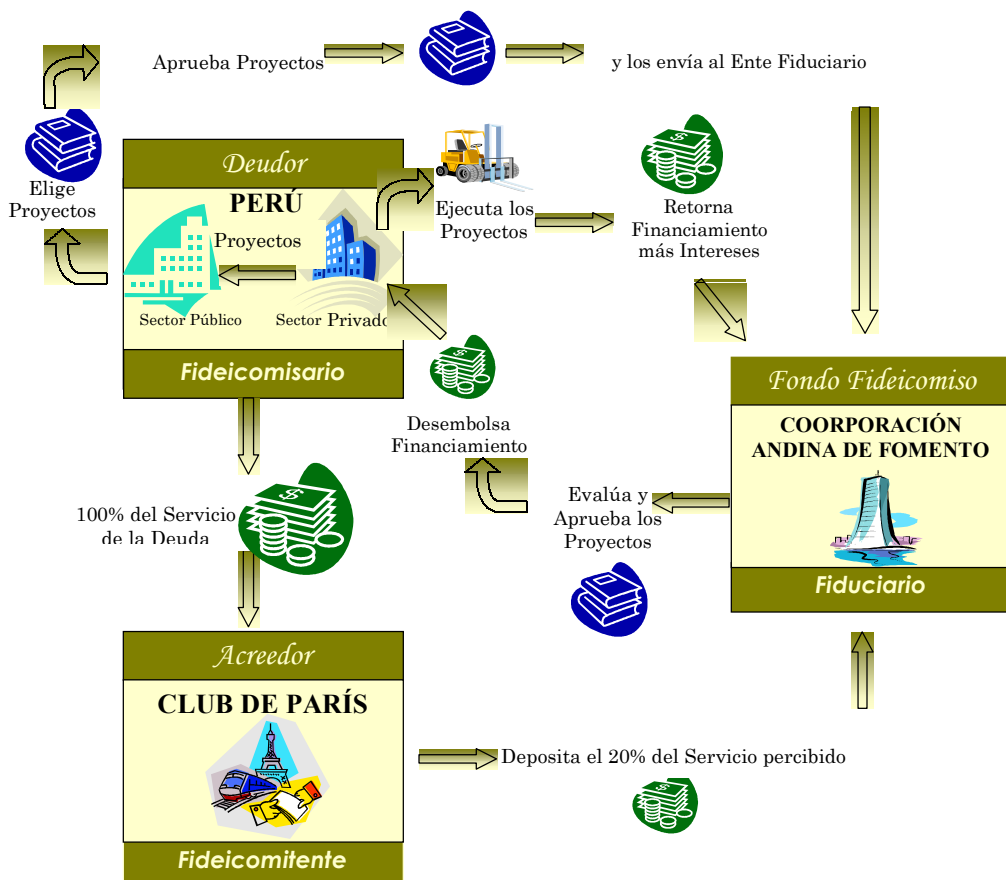 Aprueba Proyectos
y los envía al Ente Fiduciario
Elige
Proyectos
Deudor
PERÚ
Proyectos
Sector Público
Sector Privado
Fideicomisario
Ejecuta los
Proyectos
Retorna
Financiamiento
más Intereses
Desembolsa
Financiamiento
Fondo Fideicomiso
COORPORACIÓN
ANDINA DE FOMENTO
Fiduciario
Evalúa y
Aprueba los
Proyectos
100% del Servicio
de la Deuda
Acreedor
CLUB DE PARÍS
Fideicomitente
Deposita el 20% del Servicio percibido